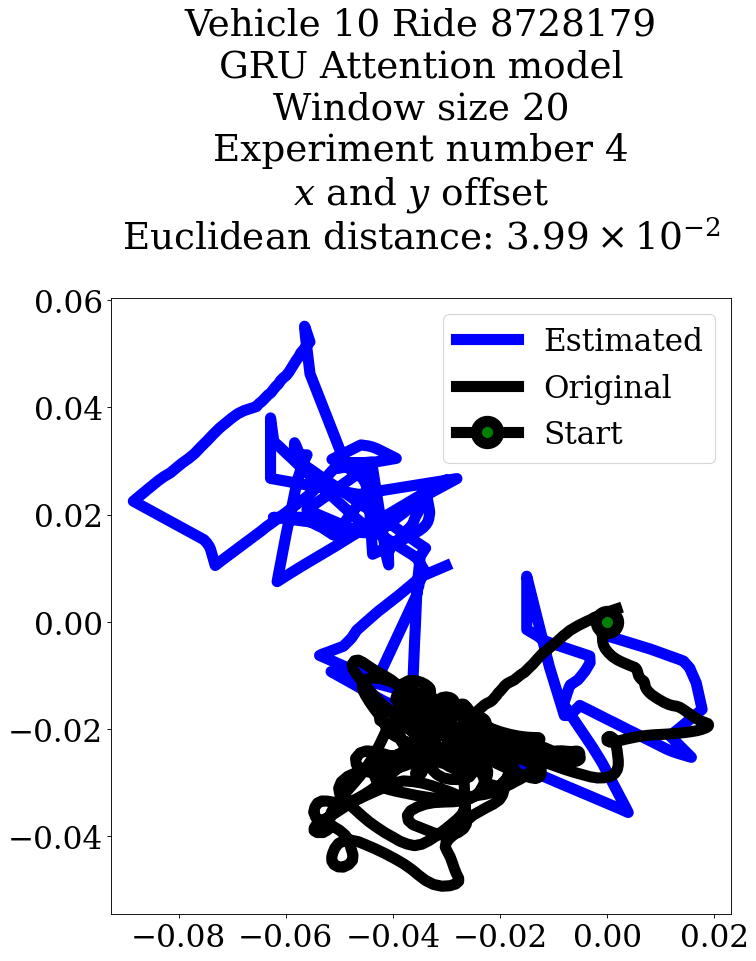 Vehicle 10 Ride 8728179
GRU Attention model
Window size 20
Experiment number 4
x and y offset
Euclidean distance: 3.99 × 10⁻²
Estimated
Original
Start
0.06
0.04
0.02
0.00
−0.02
−0.04
−0.08 −0.06 −0.04 −0.02 0.00 0.02